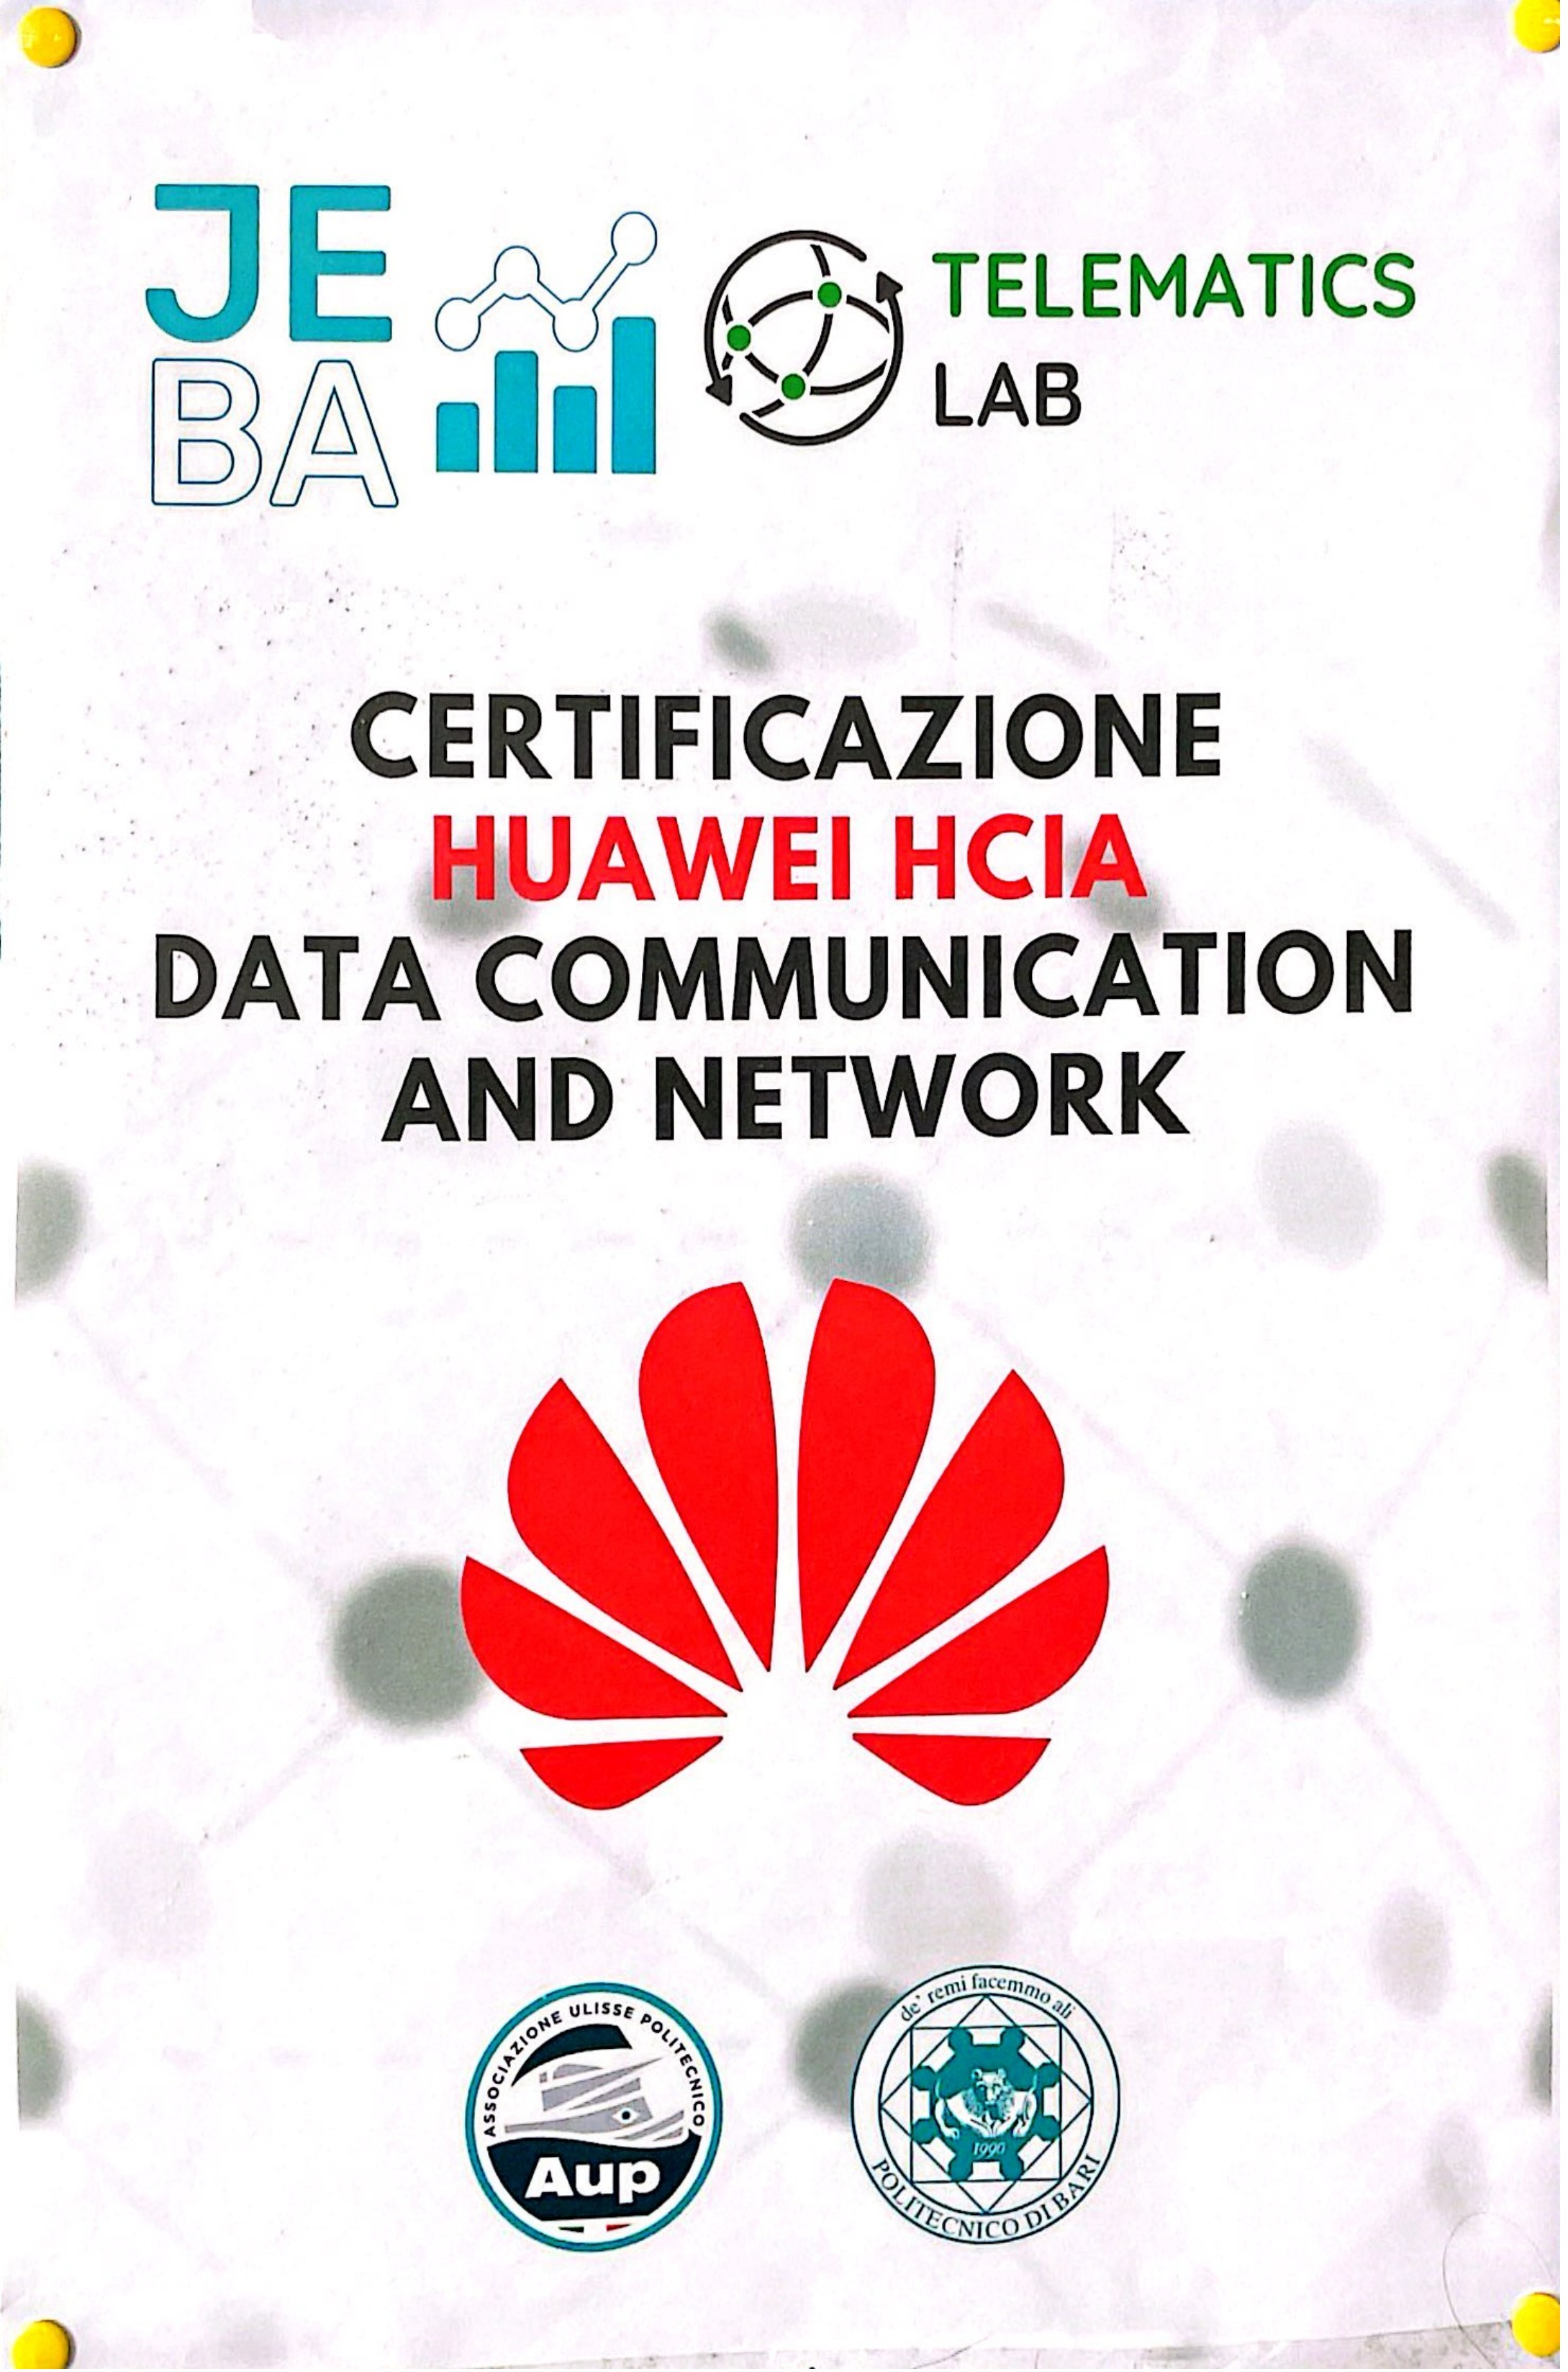 JE
BA
TELEMATICS
LAB
CERTIFICAZIONE
HUAWEI HCIA
DATA COMMUNICATION
AND NETWORK
ASSOCIAZIONE ULISSE POLITECNICO
Aup
de' remi facemmo ali
1990
POLITECNICO DI BARI